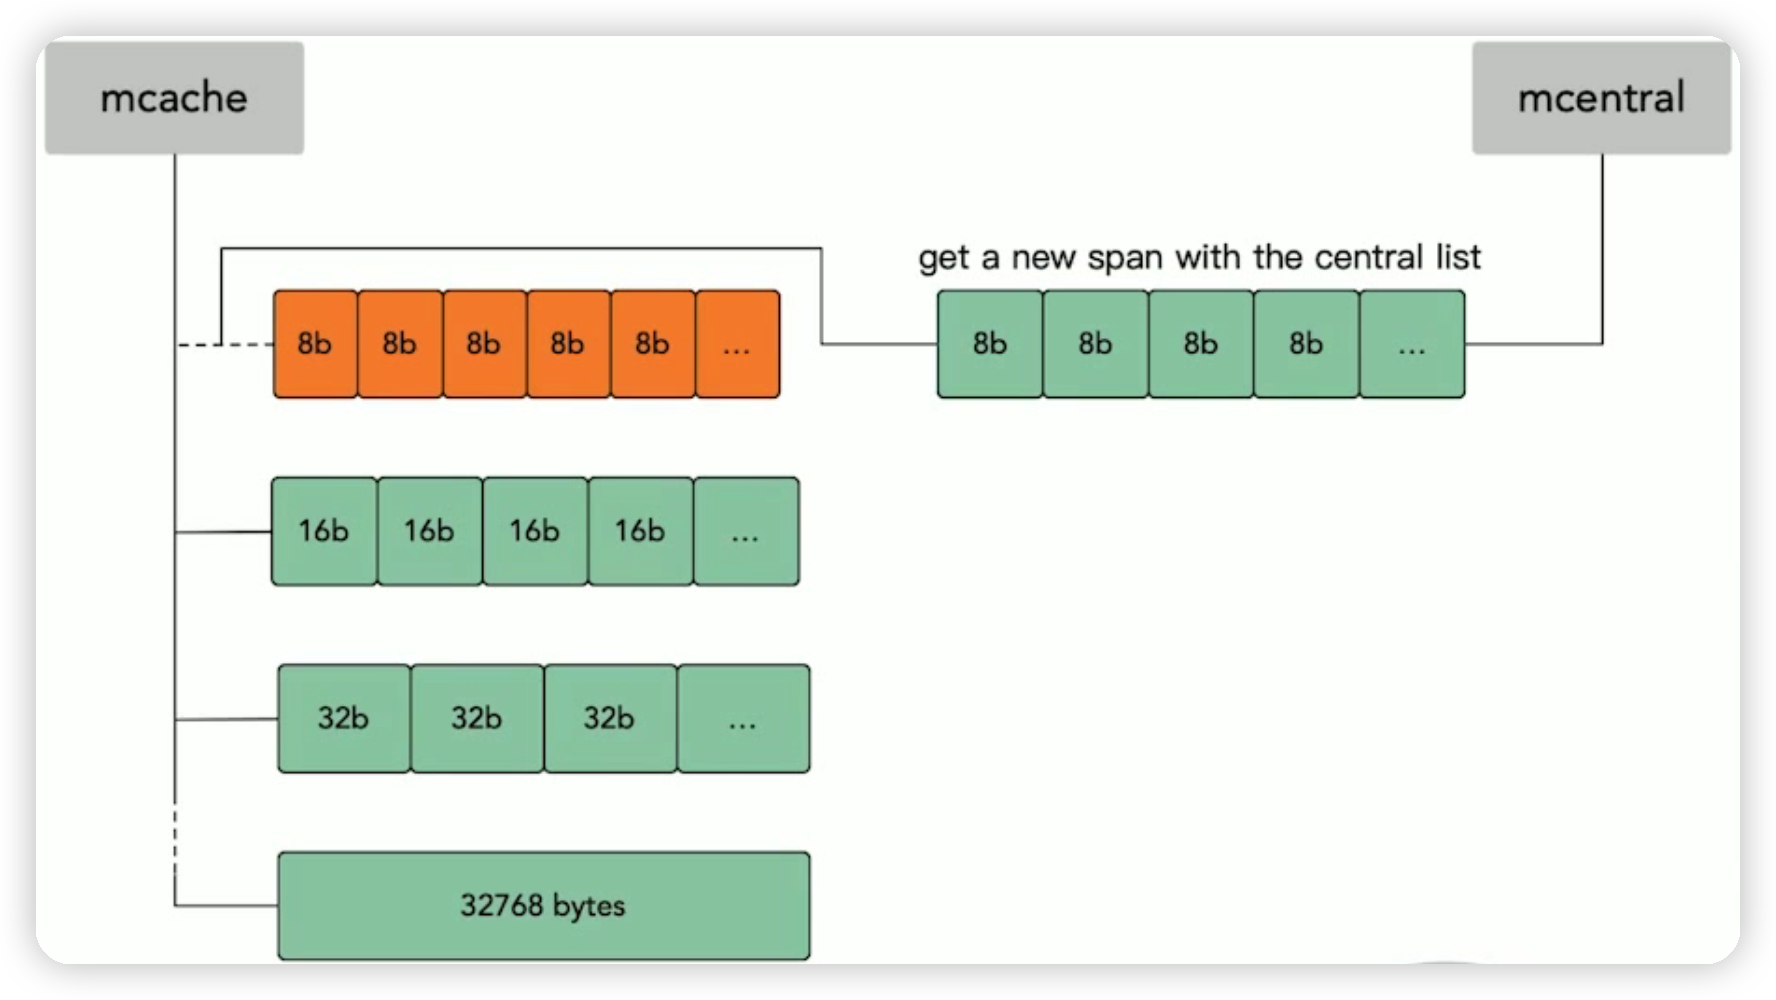 mcache
mcentral
get a new span with the central list
8b 8b 8b 8b 8b ...
8b 8b 8b 8b ...
16b 16b 16b 16b ...
32b 32b 32b ...
32768 bytes